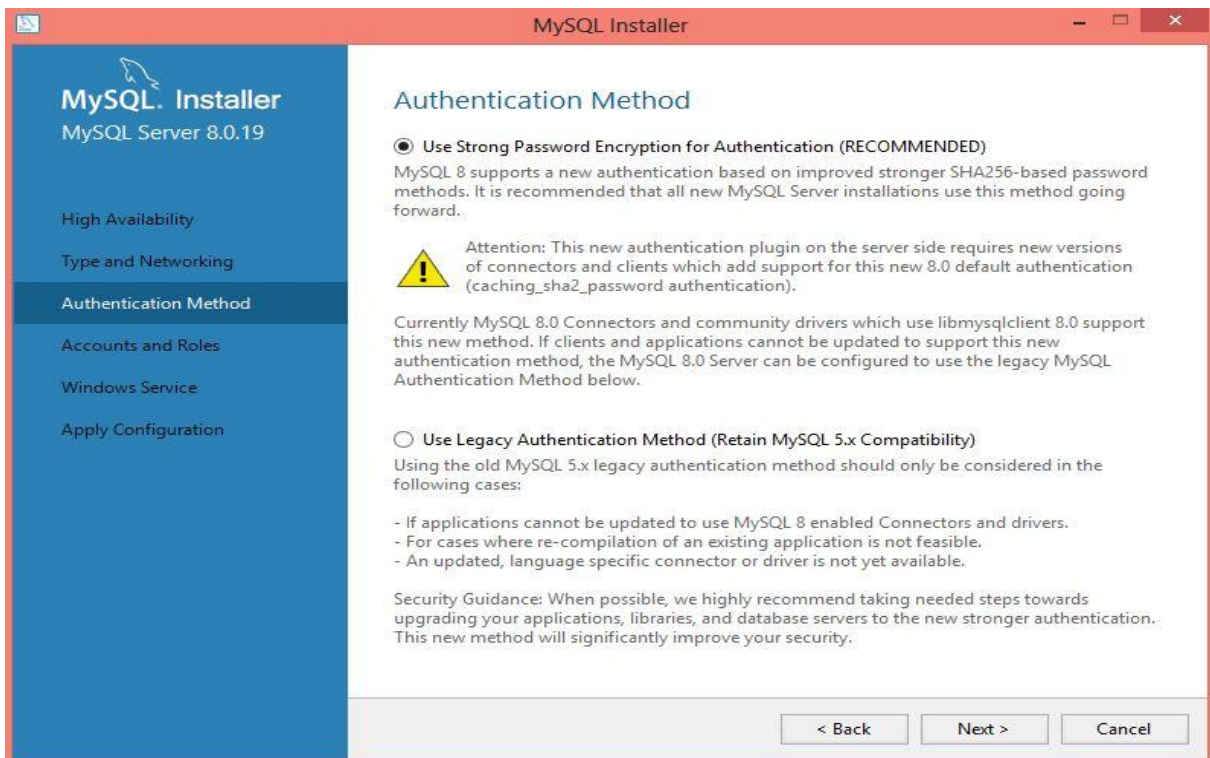 MySQL Installer
MySQL. Installer
MySQL Server 8.0.19
High Availability
Type and Networking
Authentication Method
Accounts and Roles
Windows Service
Apply Configuration
Authentication Method
Use Strong Password Encryption for Authentication (RECOMMENDED)
MySQL 8 supports a new authentication based on improved stronger SHA256-based password
methods. It is recommended that all new MySQL Server installations use this method going
forward.
Attention: This new authentication plugin on the server side requires new versions
of connectors and clients which add support for this new 8.0 default authentication
(caching_sha2_password authentication).
Currently MySQL 8.0 Connectors and community drivers which use libmysqlclient 8.0 support
this new method. If clients and applications cannot be updated to support this new
authentication method, the MySQL 8.0 Server can be configured to use the legacy MySQL
Authentication Method below.
Use Legacy Authentication Method (Retain MySQL 5.x Compatibility)
Using the old MySQL 5.x legacy authentication method should only be considered in the
following cases:
- If applications cannot be updated to use MySQL 8 enabled Connectors and drivers.
- For cases where re-compilation of an existing application is not feasible.
- An updated, language specific connector or driver is not yet available.
Security Guidance: When possible, we highly recommend taking needed steps towards
upgrading your applications, libraries, and database servers to the new stronger authentication.
This new method will significantly improve your security.
< Back
Next >
Cancel